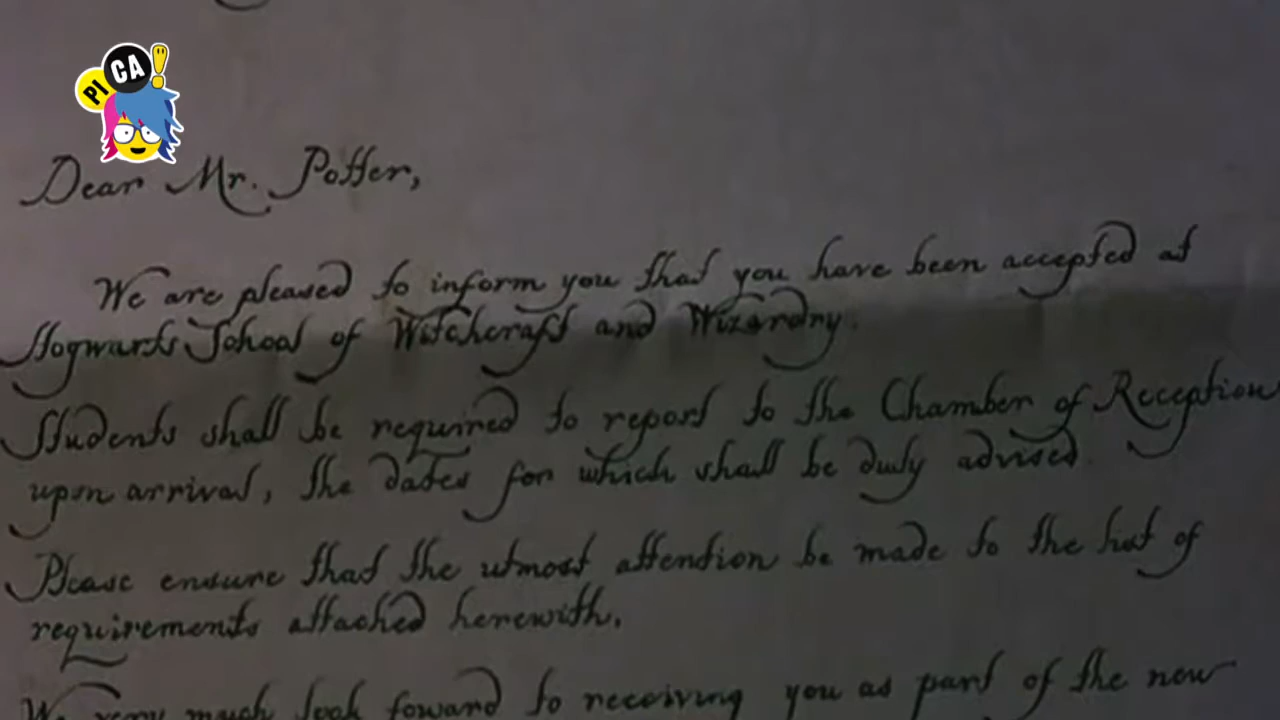 PI CA !
Dear Mr. Potter,
We are pleased to inform you that you have been accepted at
Hogwarts School of Witchcraft and Wizardry.
Students shall be required to report to the Chamber of Reception
upon arrival, the dates for which shall be duly advised.
Please ensure that the utmost attention be made to the list of
requirements attached herewith.
We very much look foward to receiving you as part of the new